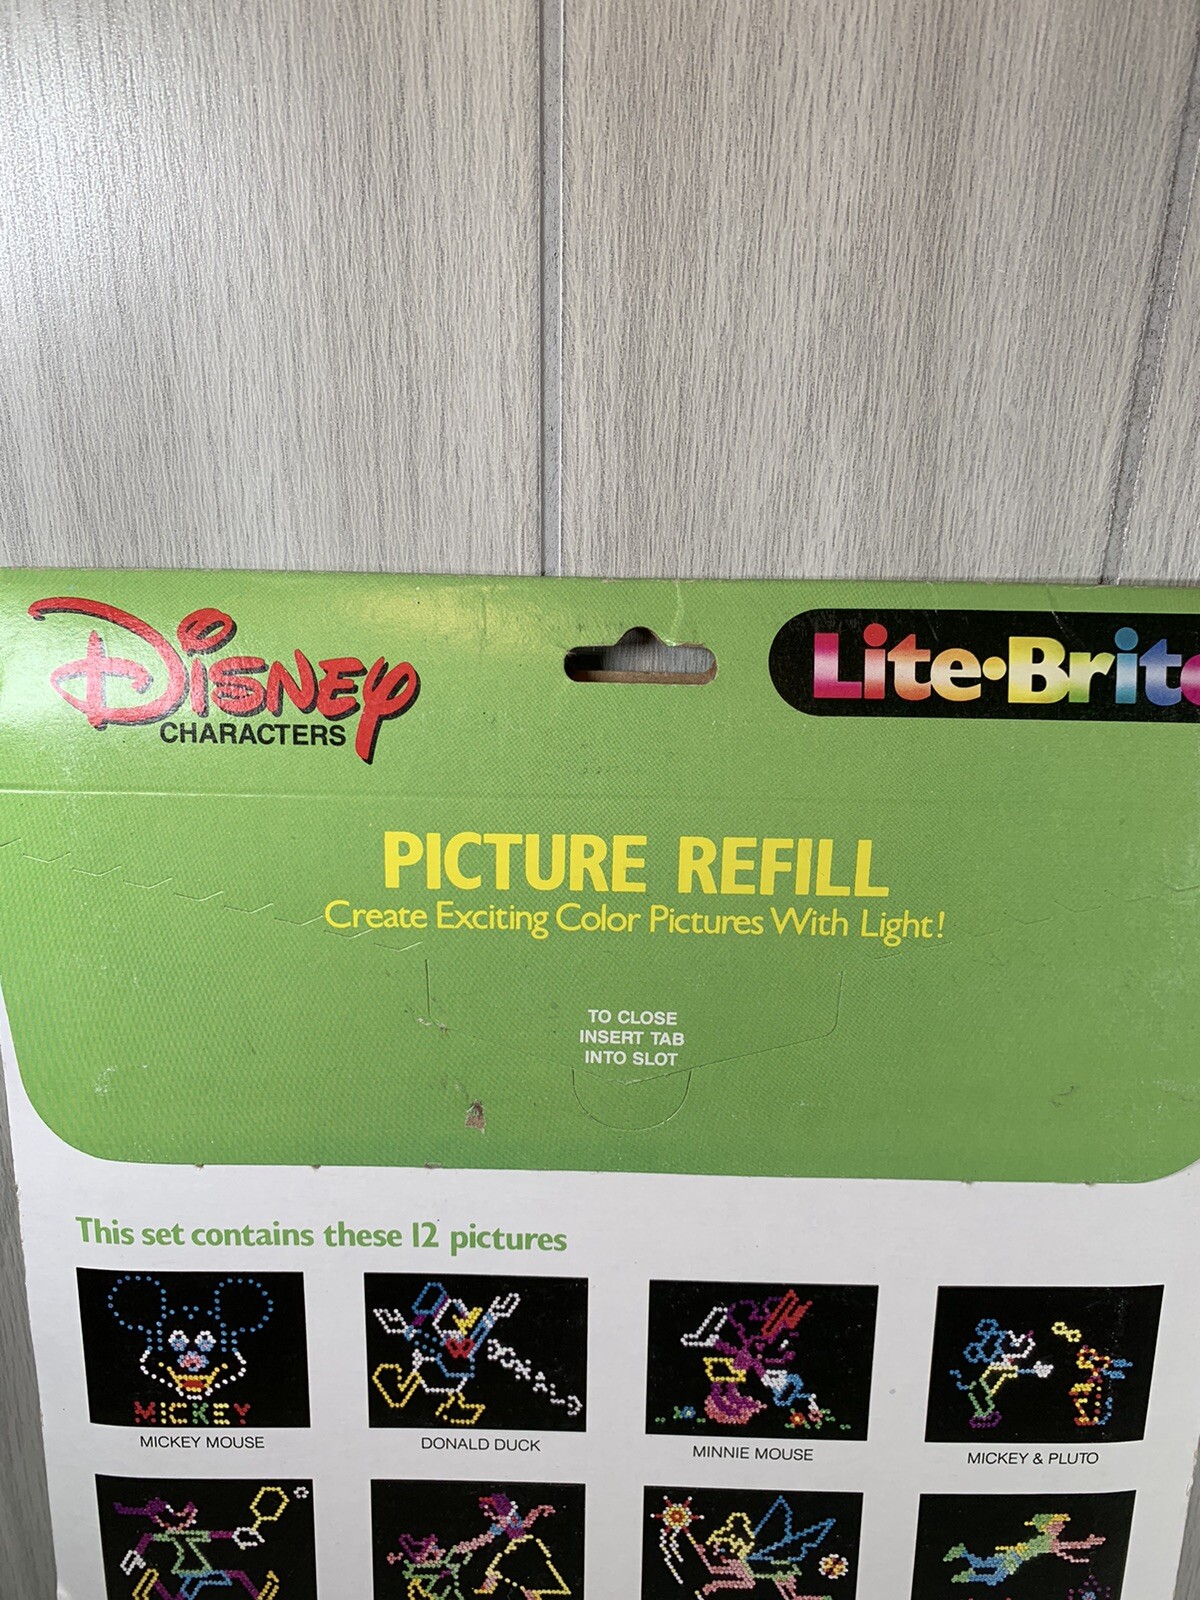 Disney
CHARACTERS
Lite•Brite
PICTURE REFILL
Create Exciting Color Pictures With Light!
TO CLOSE
INSERT TAB
INTO SLOT
This set contains these 12 pictures
MICKEY
MICKEY MOUSE
DONALD DUCK
MINNIE MOUSE
MICKEY & PLUTO